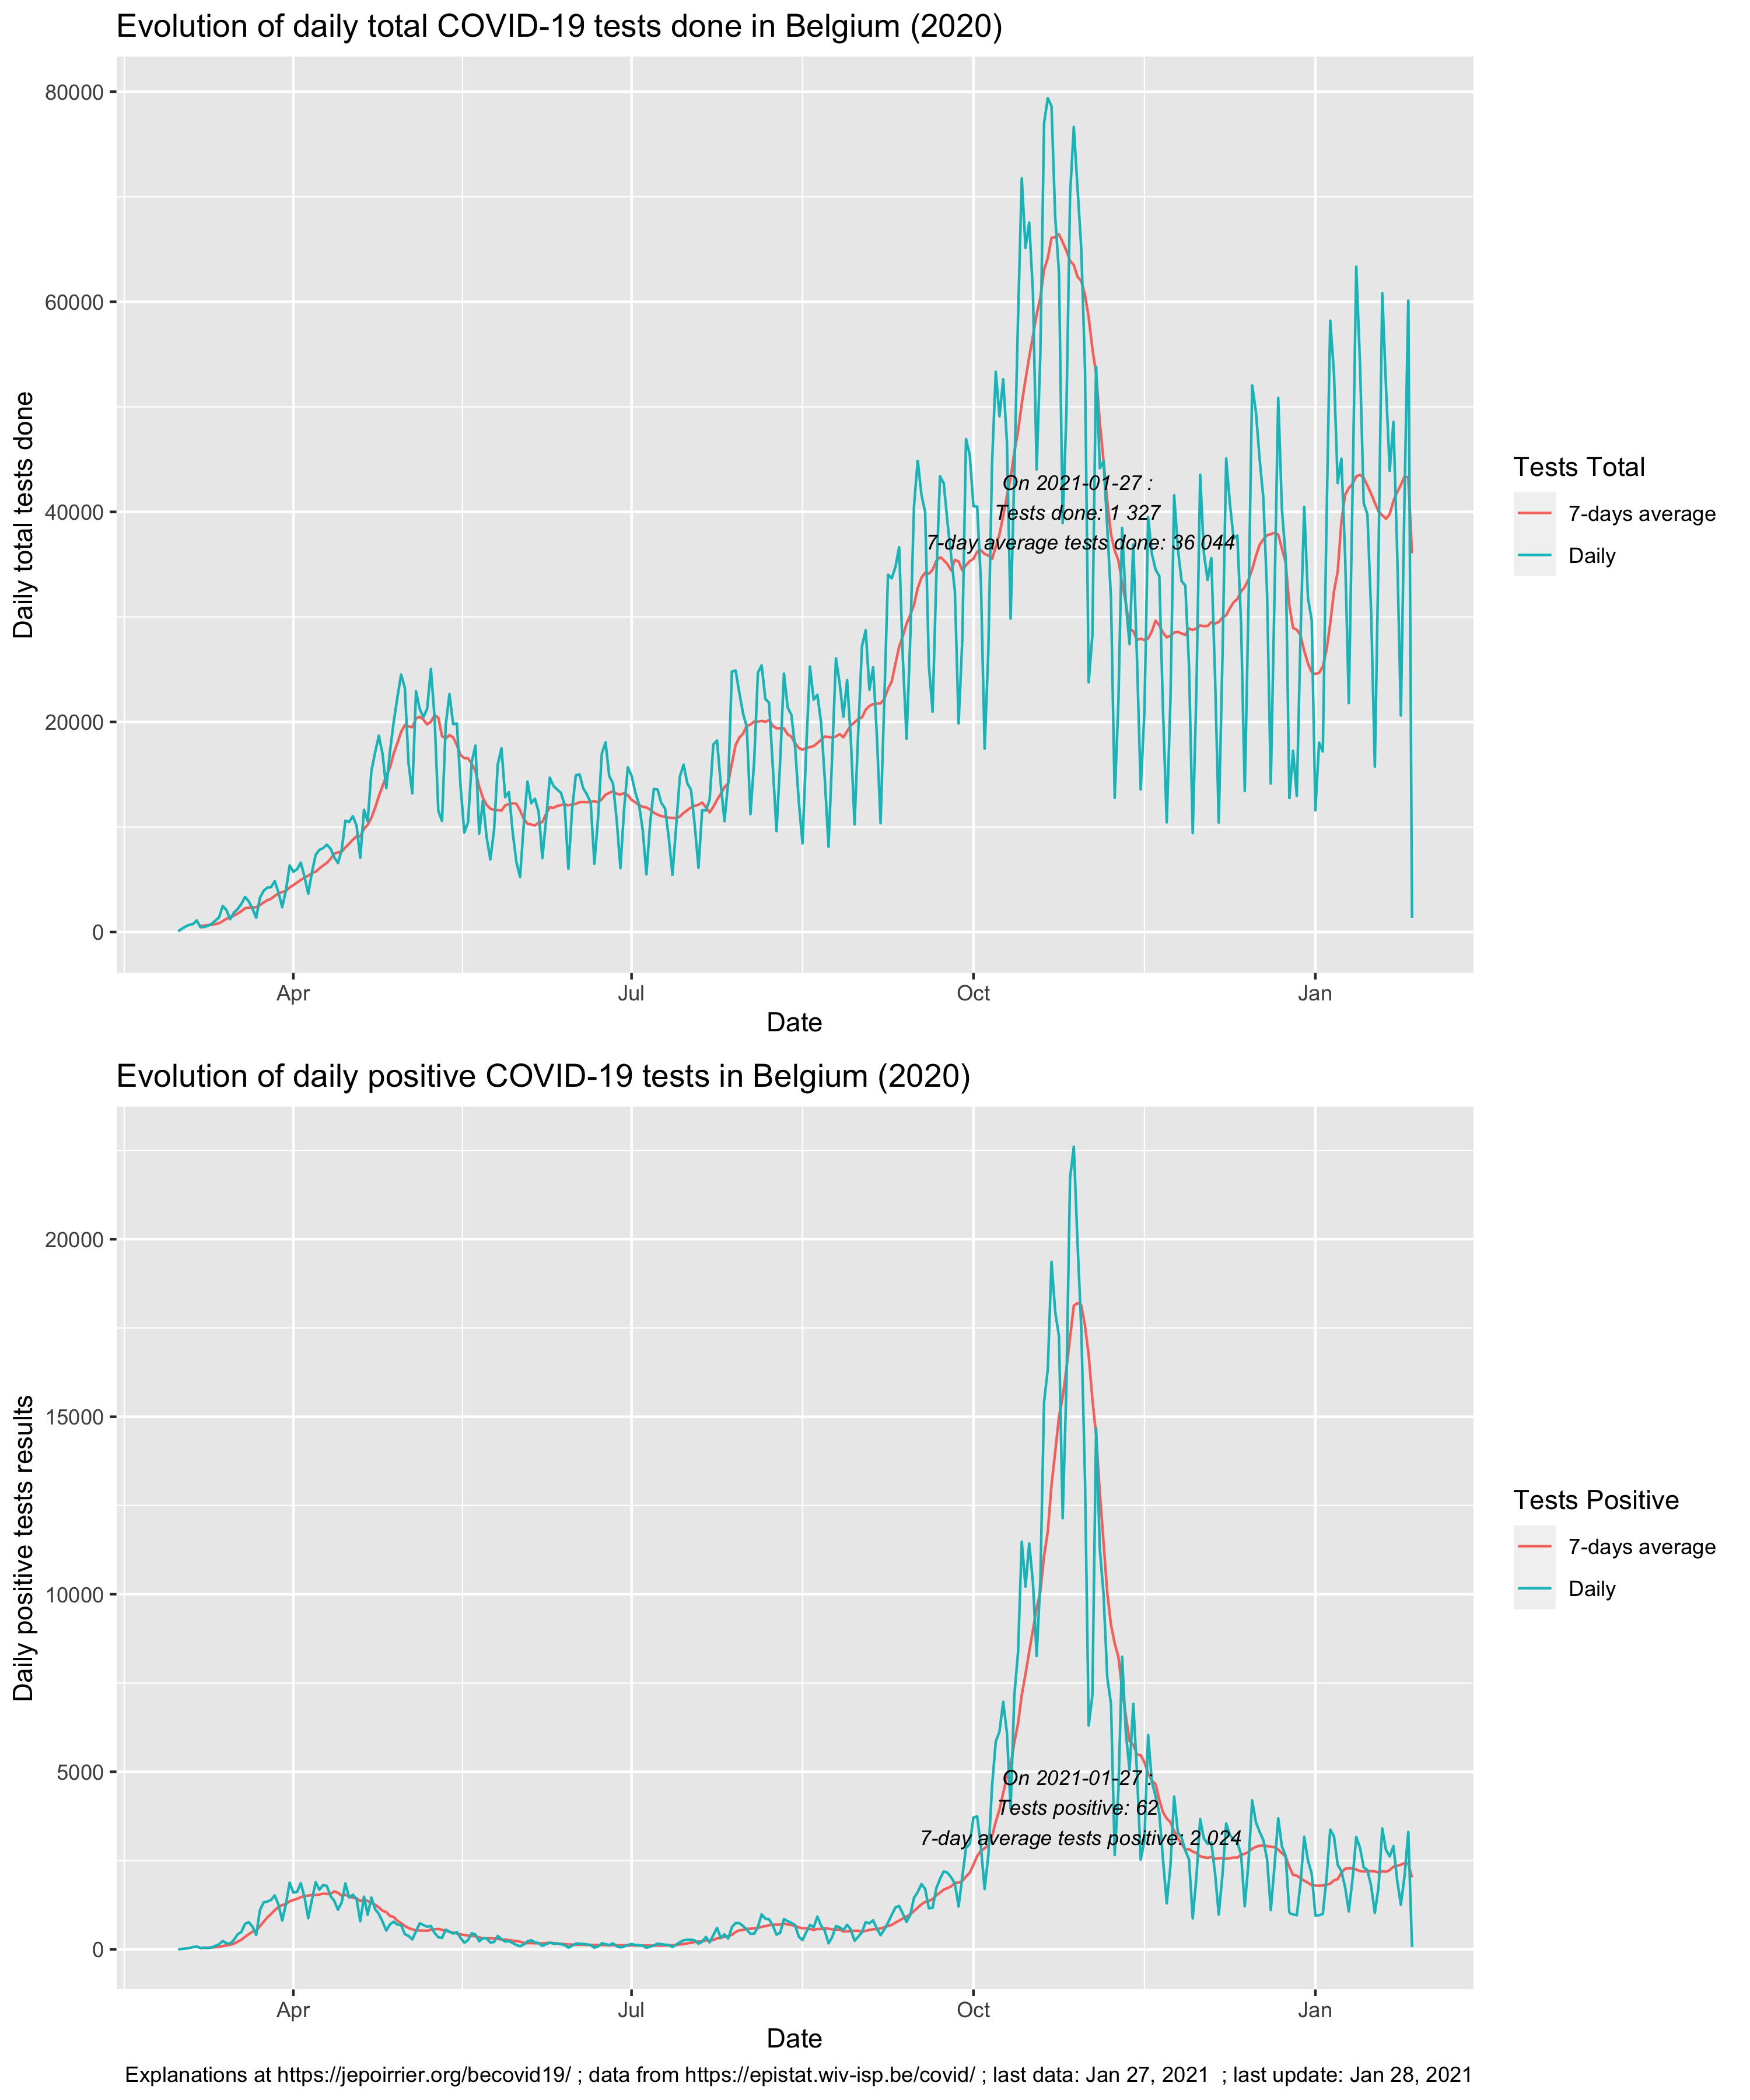 Evolution of daily total COVID-19 tests done in Belgium (2020)
Daily total tests done
80000
60000
40000
20000
0
On 2021-01-27 :
Tests done: 1 327
7-day average tests done: 36 044
Apr
Jul
Oct
Jan
Date
Tests Total
7-days average
Daily
Evolution of daily positive COVID-19 tests in Belgium (2020)
Daily positive tests results
20000
15000
10000
5000
0
On 2021-01-27 :
Tests positive: 62
7-day average tests positive: 2 024
Apr
Jul
Oct
Jan
Date
Tests Positive
7-days average
Daily
Explanations at https://jepoirrier.org/becovid19/ ; data from https://epistat.wiv-isp.be/covid/ ; last data: Jan 27, 2021  ; last update: Jan 28, 2021